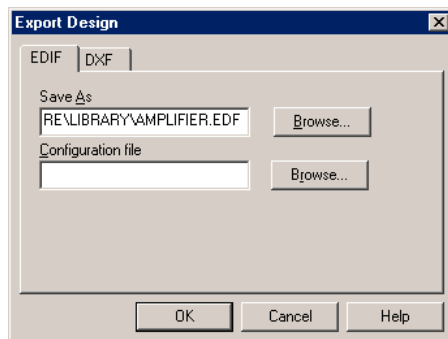 Export Design
EDIF DXF
Save As
RE\LIBRARY\AMPLIFIER.EDF Browse...
Configuration file
Browse...
OK Cancel Help